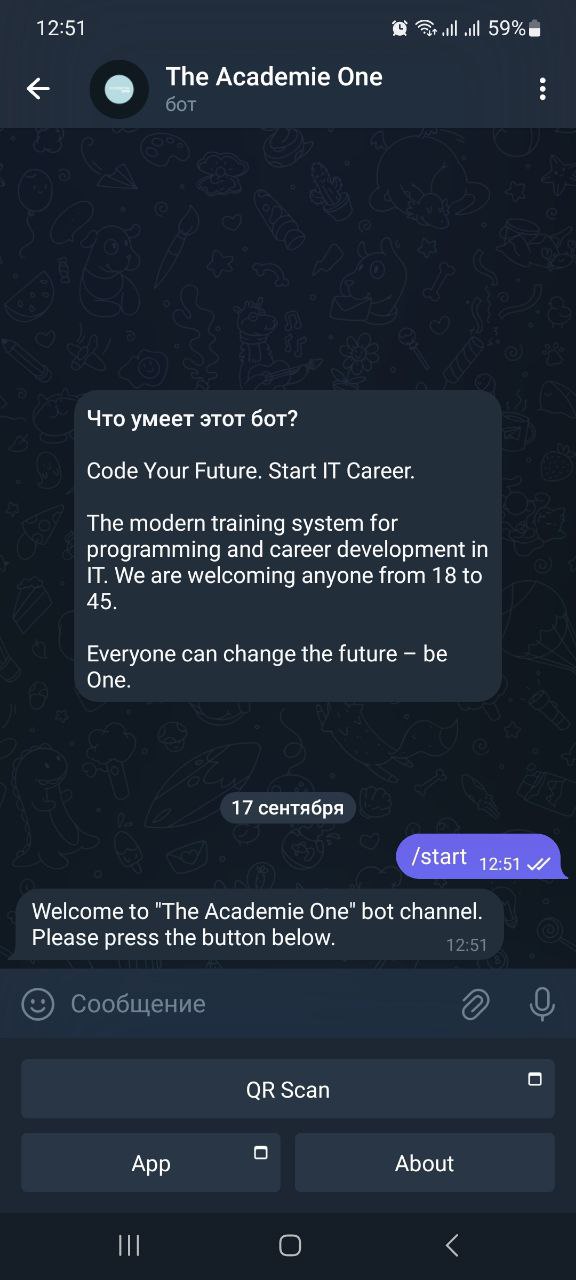 12:51
59%
The Academie One
бот
Что умеет этот бот?
Code Your Future. Start IT Career.
The modern training system for
programming and career development in
IT. We are welcoming anyone from 18 to
45.
Everyone can change the future – be
One.
17 сентября
/start 12:51
Welcome to "The Academie One" bot channel.
Please press the button below. 12:51
Сообщение
QR Scan
App
About